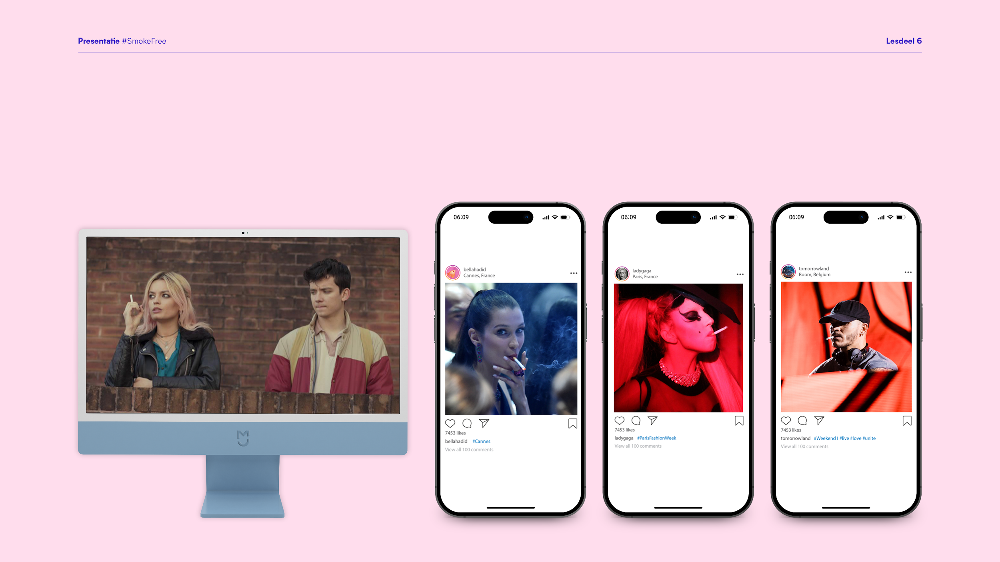 Presentatie #SmokeFree
Lesdeel 6
06:09
bellahadid
Cannes, France
7453 likes
bellahadid #Cannes
View all 100 comments
06:09
ladygaga
Paris, France
7453 likes
ladygaga #ParisFashionWeek
View all 100 comments
06:09
tomorrowland
Boom, Belgium
7453 likes
tomorrowland #Weekend1 #live #love #unite
View all 100 comments